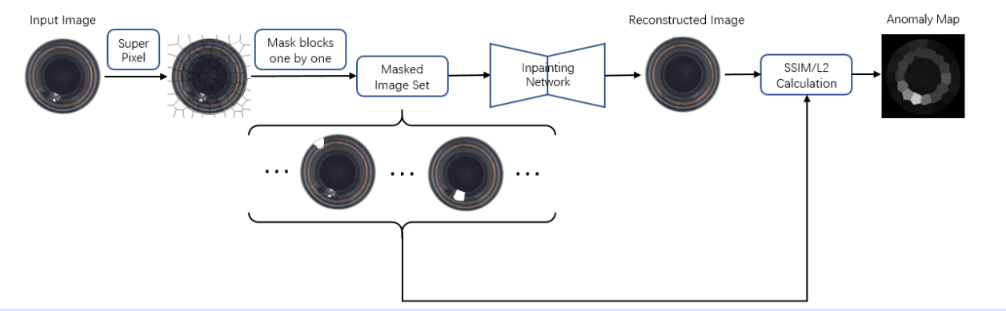 Input Image
Super
Pixel
Mask blocks
one by one
Masked
Image Set
Inpainting
Network
Reconstructed Image
SSIM/L2
Calculation
Anomaly Map
... ... ...